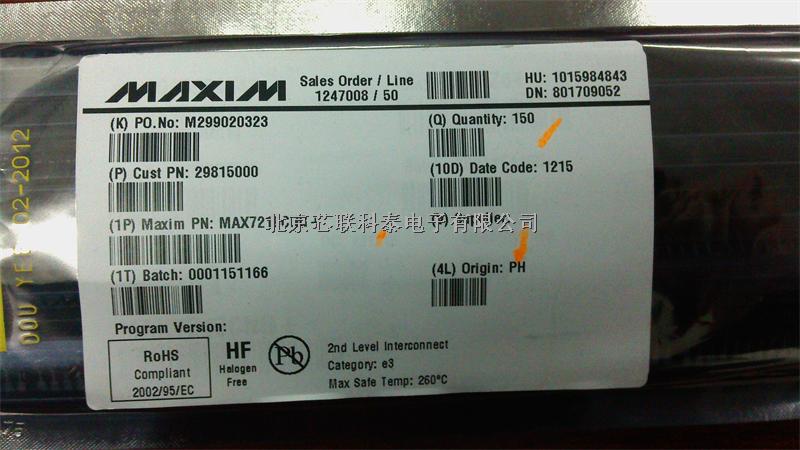 MAXIM
Sales Order / Line
1247008 / 50
HU: 1015984843
DN: 801709052
(K) PO.No: M299020323
(Q) Quantity: 150
(P) Cust PN: 29815000
(10D) Date Code: 1215
(1P) Maxim PN:
北京芯联科泰电子有限公司
(1T) Batch: 0001151166
(4L) Origin: PH
Program Version:
RoHS
Compliant
2002/95/EC
HF
Halogen
Free
Pb
2nd Level Interconnect
Category: e3
Max Safe Temp: 260°C